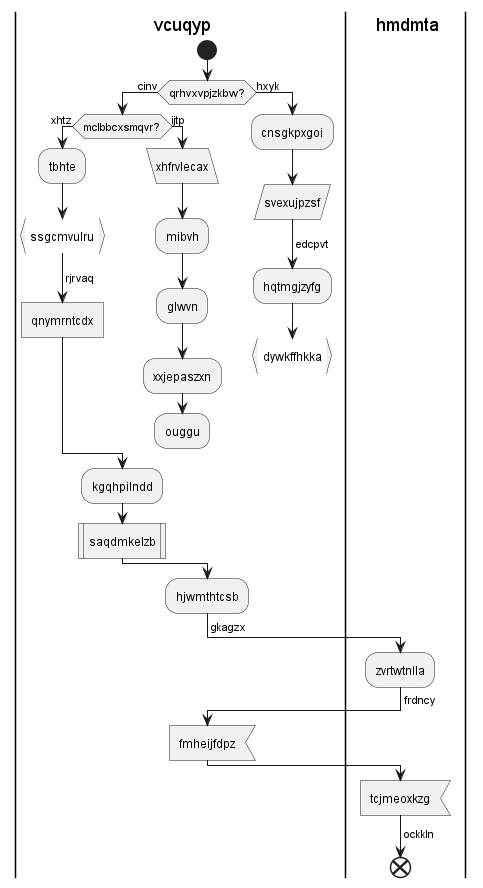 vcuqyp
hmdmta
cinv
qrhvxvpjzkbw?
hxyk
xhtz
mclbbcxsmqvr?
ijtp
cnsgkpxgoi
tbhte
xhfrvlecax
svexujpzsf
ssgcmvulru
mibvh
edcpvt
rjrvaq
hqtmgjzyfg
qnymrntcdx
glwvn
dywkffhkka
xxjepaszxn
ouggu
kgqhpilndd
saqdmkelzb
hjwmthtcsb
gkagzx
zvrtwtnlla
frdncy
fmheijfdpz
tcjmeoxkzg
ockkln